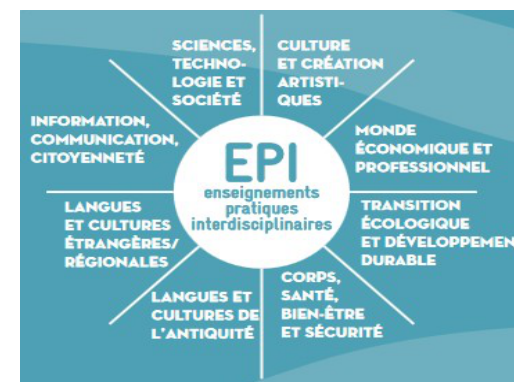 SCIENCES,
TECHNO-
LOGIE ET
SOCIÉTÉ
CULTURE
ET CRÉATION
ARTISTI-
QUES
MONDE
ÉCONOMIQUE ET
PROFESSIONNEL
TRANSITION
ÉCOLOGIQUE
ET DÉVELOPPEMEN
DURABLE
CORPS,
SANTÉ,
BIEN-ÊTRE
ET SÉCURITÉ
LANGUES ET
CULTURES DE
L'ANTIQUITÉ
LANGUES
ET CULTURES
ÉTRANGÈRES/
RÉGIONALES
INFORMATION,
COMMUNICATION,
CITOYENNETÉ
EPI
enseignements
pratiques
interdisciplinaires